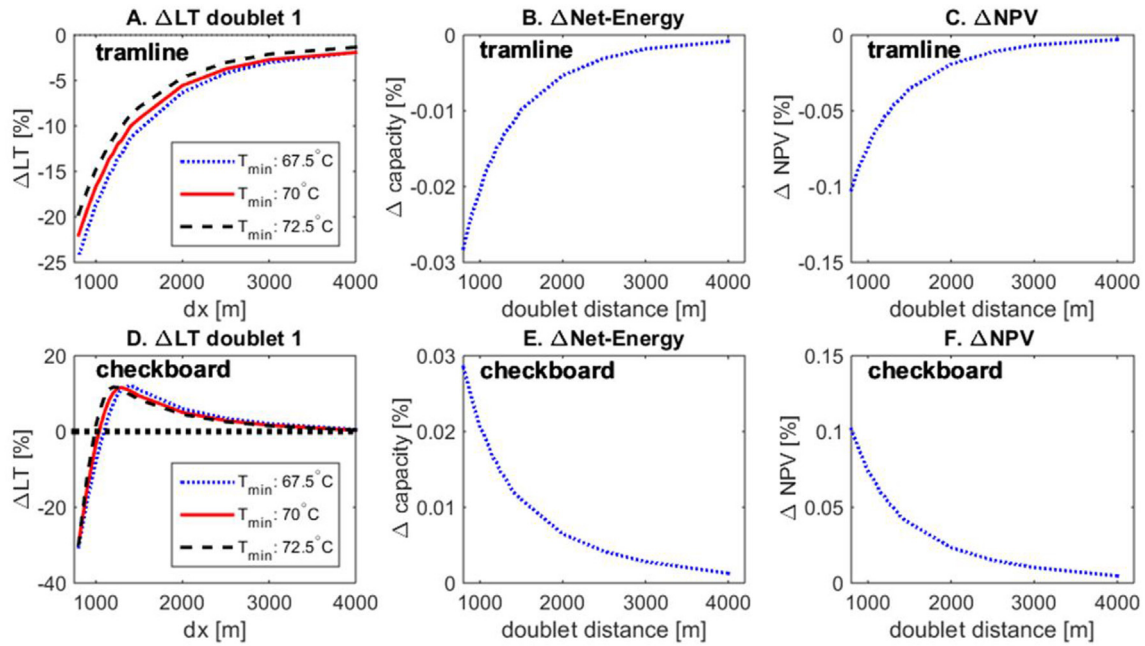 A. ΔLT doublet 1
tramline
ΔLT [%]
0
-5
-10
-15
-20
-25
T_min: 67.5°C
T_min: 70°C
T_min: 72.5°C
1000 2000 3000 4000
dx [m]
B. ΔNet-Energy
tramline
Δ capacity [%]
0
-0.01
-0.02
-0.03
1000 2000 3000 4000
doublet distance [m]
C. ΔNPV
tramline
Δ NPV [%]
0
-0.05
-0.1
-0.15
1000 2000 3000 4000
doublet distance [m]
D. ΔLT doublet 1
checkboard
ΔLT [%]
20
0
-20
-40
T_min: 67.5°C
T_min: 70°C
T_min: 72.5°C
1000 2000 3000 4000
dx [m]
E. ΔNet-Energy
checkboard
Δ capacity [%]
0.03
0.02
0.01
0
1000 2000 3000 4000
doublet distance [m]
F. ΔNPV
checkboard
Δ NPV [%]
0.15
0.1
0.05
0
1000 2000 3000 4000
doublet distance [m]